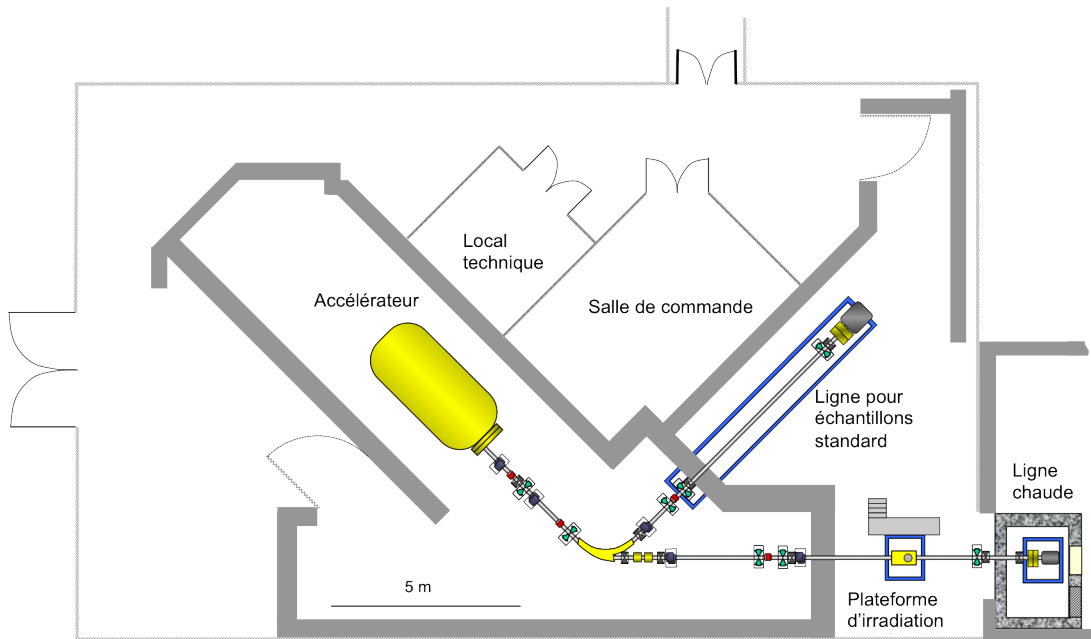 Local
technique
Accélérateur
Salle de commande
Ligne pour
échantillons
standard
Ligne
chaude
5 m
Plateforme
d'irradiation